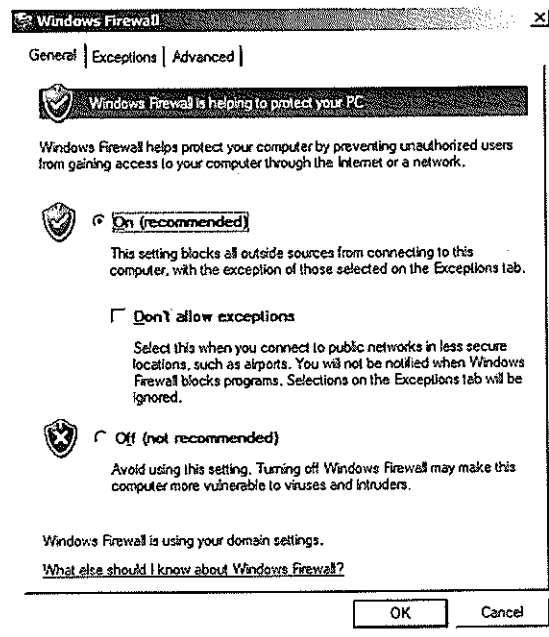 Windows Firewall
General Exceptions Advanced
Windows Firewall is helping to protect your PC
Windows Firewall helps protect your computer by preventing unauthorized users
from gaining access to your computer through the Internet or a network.
On (recommended)
This setting blocks all outside sources from connecting to this
computer, with the exception of those selected on the Exceptions tab.
Don't allow exceptions
Select this when you connect to public networks in less secure
locations, such as airports. You will not be notified when Windows
Firewall blocks programs. Selections on the Exceptions tab will be
ignored.
Off (not recommended)
Avoid using this setting. Turning off Windows Firewall may make this
computer more vulnerable to viruses and intruders.
Windows Firewall is using your domain settings.
What else should I know about Windows Firewall?
OK Cancel